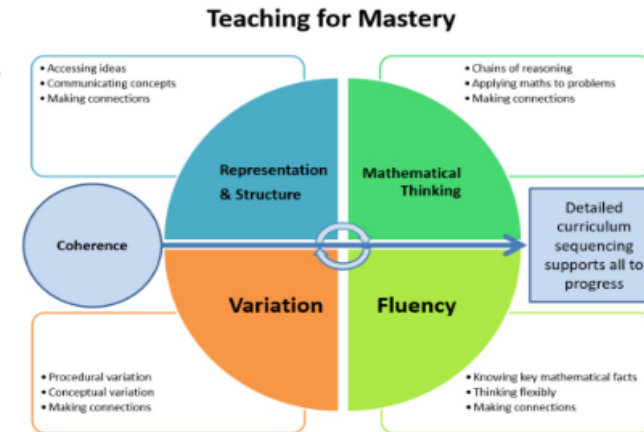 Teaching for Mastery
• Accessing ideas
• Communicating concepts
• Making connections
• Chains of reasoning
• Applying maths to problems
• Making connections
Representation
& Structure
Mathematical
Thinking
Coherence
Detailed
curriculum
sequencing
supports all to
progress
Variation
Fluency
• Procedural variation
• Conceptual variation
• Making connections
• Knowing key mathematical facts
• Thinking flexibly
• Making connections